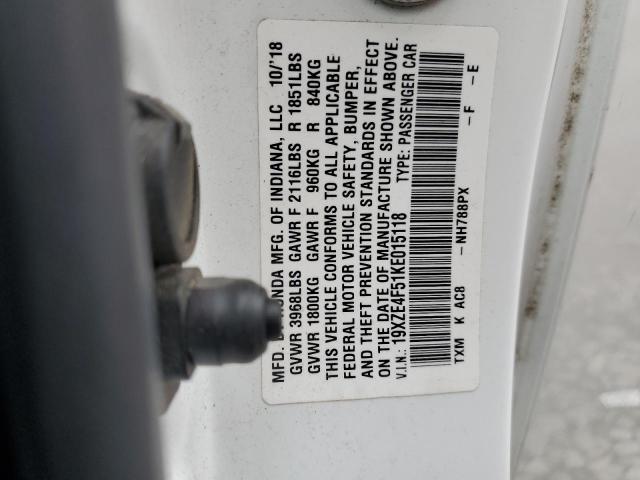 MFD. B HONDA MFG. OF INDIANA, LLC 10/'18
GVWR 3968LBS GAWR F 2116LBS R 1851LBS
GVWR 1800KG GAWR F 960KG R 840KG
THIS VEHICLE CONFORMS TO ALL APPLICABLE
FEDERAL MOTOR VEHICLE SAFETY, BUMPER,
AND THEFT PREVENTION STANDARDS IN EFFECT
ON THE DATE OF MANUFACTURE SHOWN ABOVE.
V.I.N.: 19XZE4F51KE015118 TYPE: PASSENGER CAR
TXM K AC8 -NH788PX -F -E